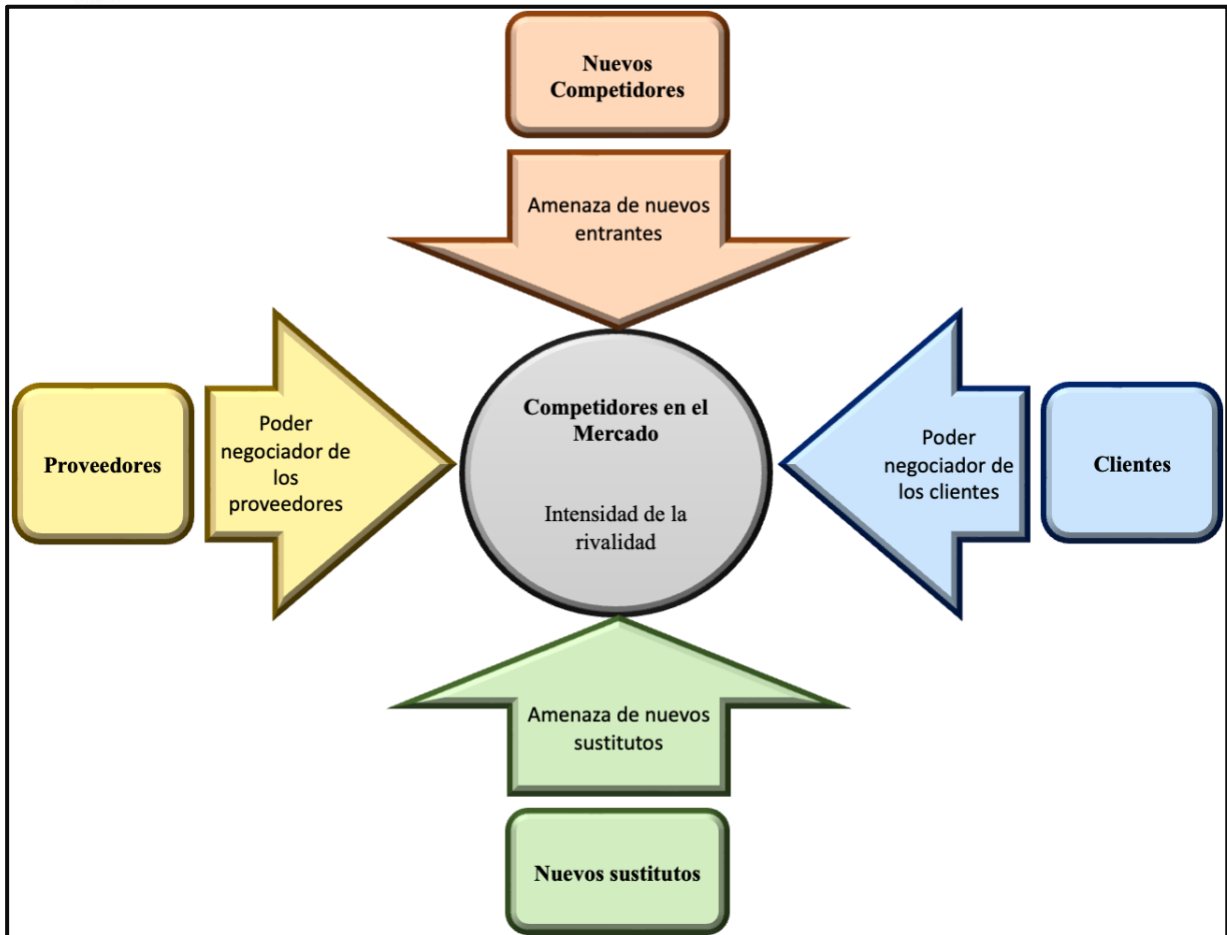 Nuevos
Competidores
Amenaza de nuevos
entrantes
Proveedores
Poder
negociador de
los
proveedores
Competidores en el
Mercado
Intensidad de la
rivalidad
Poder
negociador de
los clientes
Clientes
Amenaza de nuevos
sustitutos
Nuevos sustitutos